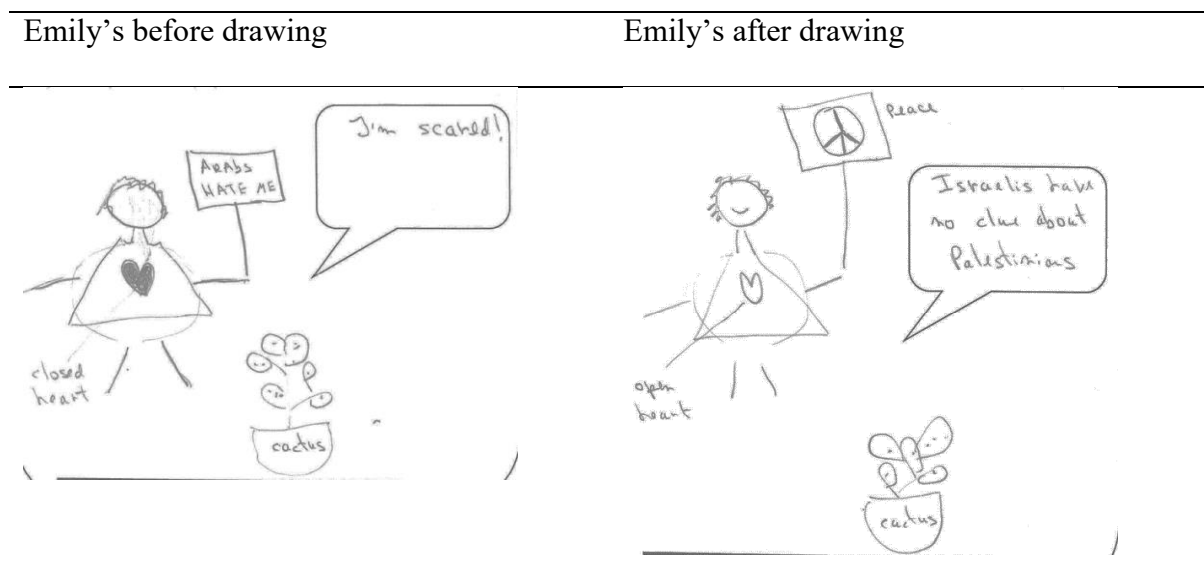 Emily’s before drawing
Emily’s after drawing
I'm scared!
ARABS
HATE ME
closed
heart
cactus
Peace
Israelis have
no clue about
Palestinians
open
heart
cactus